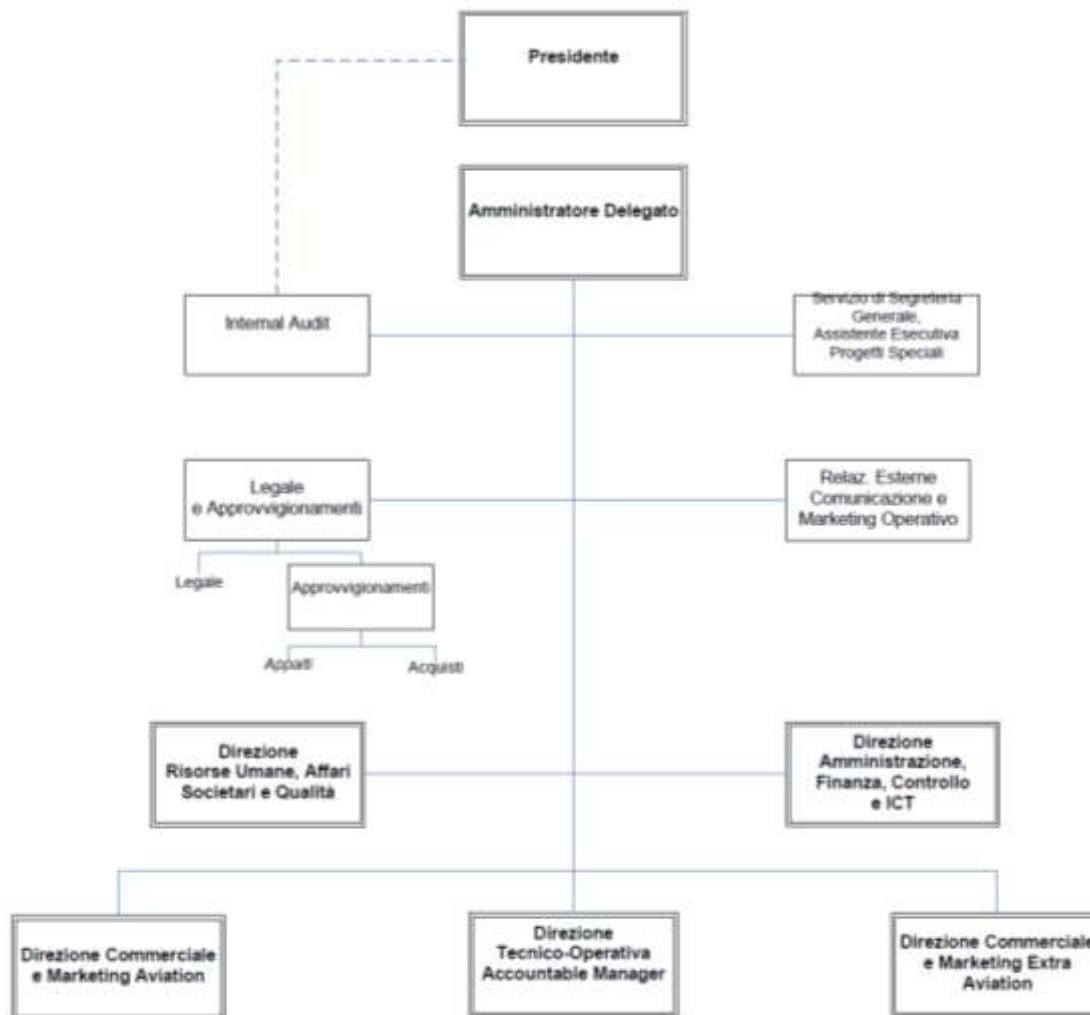 Presidente
Amministratore Delegato
Internal Audit
Servizio di Segreteria
Generale,
Assistente Esecutiva
Progetti Speciali
Legale
e Approvvigionamenti
Relaz. Esterne
Comunicazione e
Marketing Operativo
Legale
Approvvigionamenti
Appalti
Acquisti
Direzione
Risorse Umane, Affari
Societari e Qualità
Direzione
Amministrazione,
Finanza, Controllo
e ICT
Direzione Commerciale
e Marketing Aviation
Direzione
Tecnico-Operativa
Accountable Manager
Direzione Commerciale
e Marketing Extra
Aviation